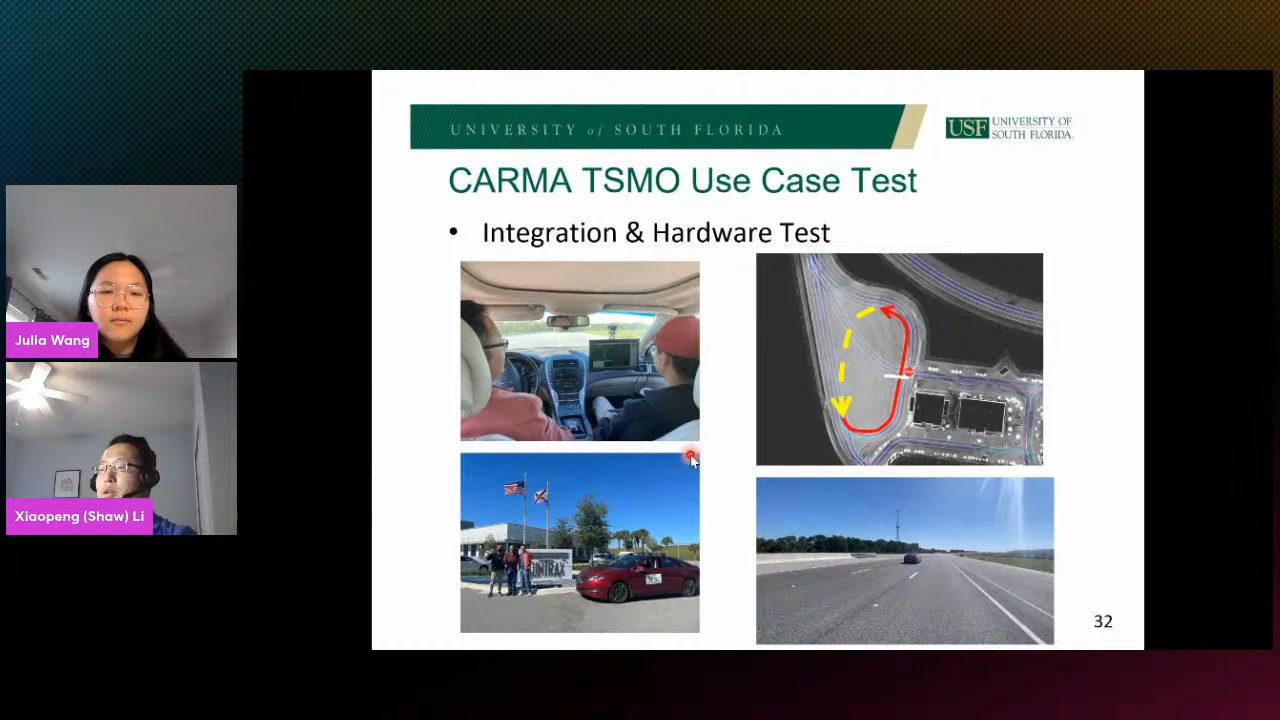 UNIVERSITY of SOUTH FLORIDA
USF UNIVERSITY OF
SOUTH FLORIDA.
CARMA TSMO Use Case Test
• Integration & Hardware Test
Julia Wang
Xiaopeng (Shaw) Li
SUNTRAX
32